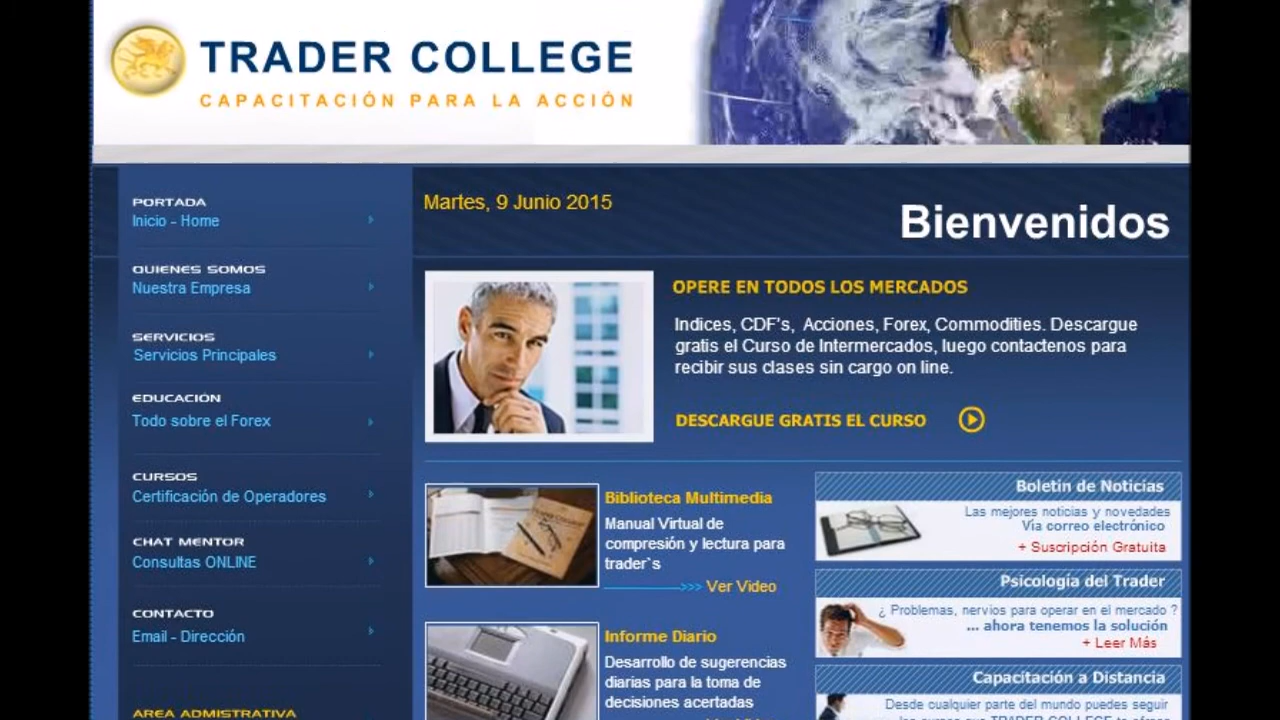 TRADER COLLEGE
CAPACITACIÓN PARA LA ACCIÓN
PORTADA
Inicio - Home
QUIENES SOMOS
Nuestra Empresa
SERVICIOS
Servicios Principales
EDUCACIÓN
Todo sobre el Forex
CURSOS
Certificación de Operadores
CHAT MENTOR
Consultas ONLINE
CONTACTO
Email - Dirección
AREA ADMISTRATIVA
Martes, 9 Junio 2015
Bienvenidos
OPERE EN TODOS LOS MERCADOS
Indices, CDF's, Acciones, Forex, Commodities. Descargue
gratis el Curso de Intermercados, luego contactenos para
recibir sus clases sin cargo on line.
DESCARGUE GRATIS EL CURSO
Biblioteca Multimedia
Manual Virtual de
compresión y lectura para
trader`s
>>> Ver Video
Informe Diario
Desarrollo de sugerencias
diarias para la toma de
decisiones acertadas
Boletin de Noticias
Las mejores noticias y novedades
Vía correo electrónico
+ Suscripción Gratuita
Psicología del Trader
¿ Problemas, nervios para operar en el mercado ?
... ahora tenemos la solución
+ Leer Más
Capacitación a Distancia
Desde cualquier parte del mundo puedes seguir